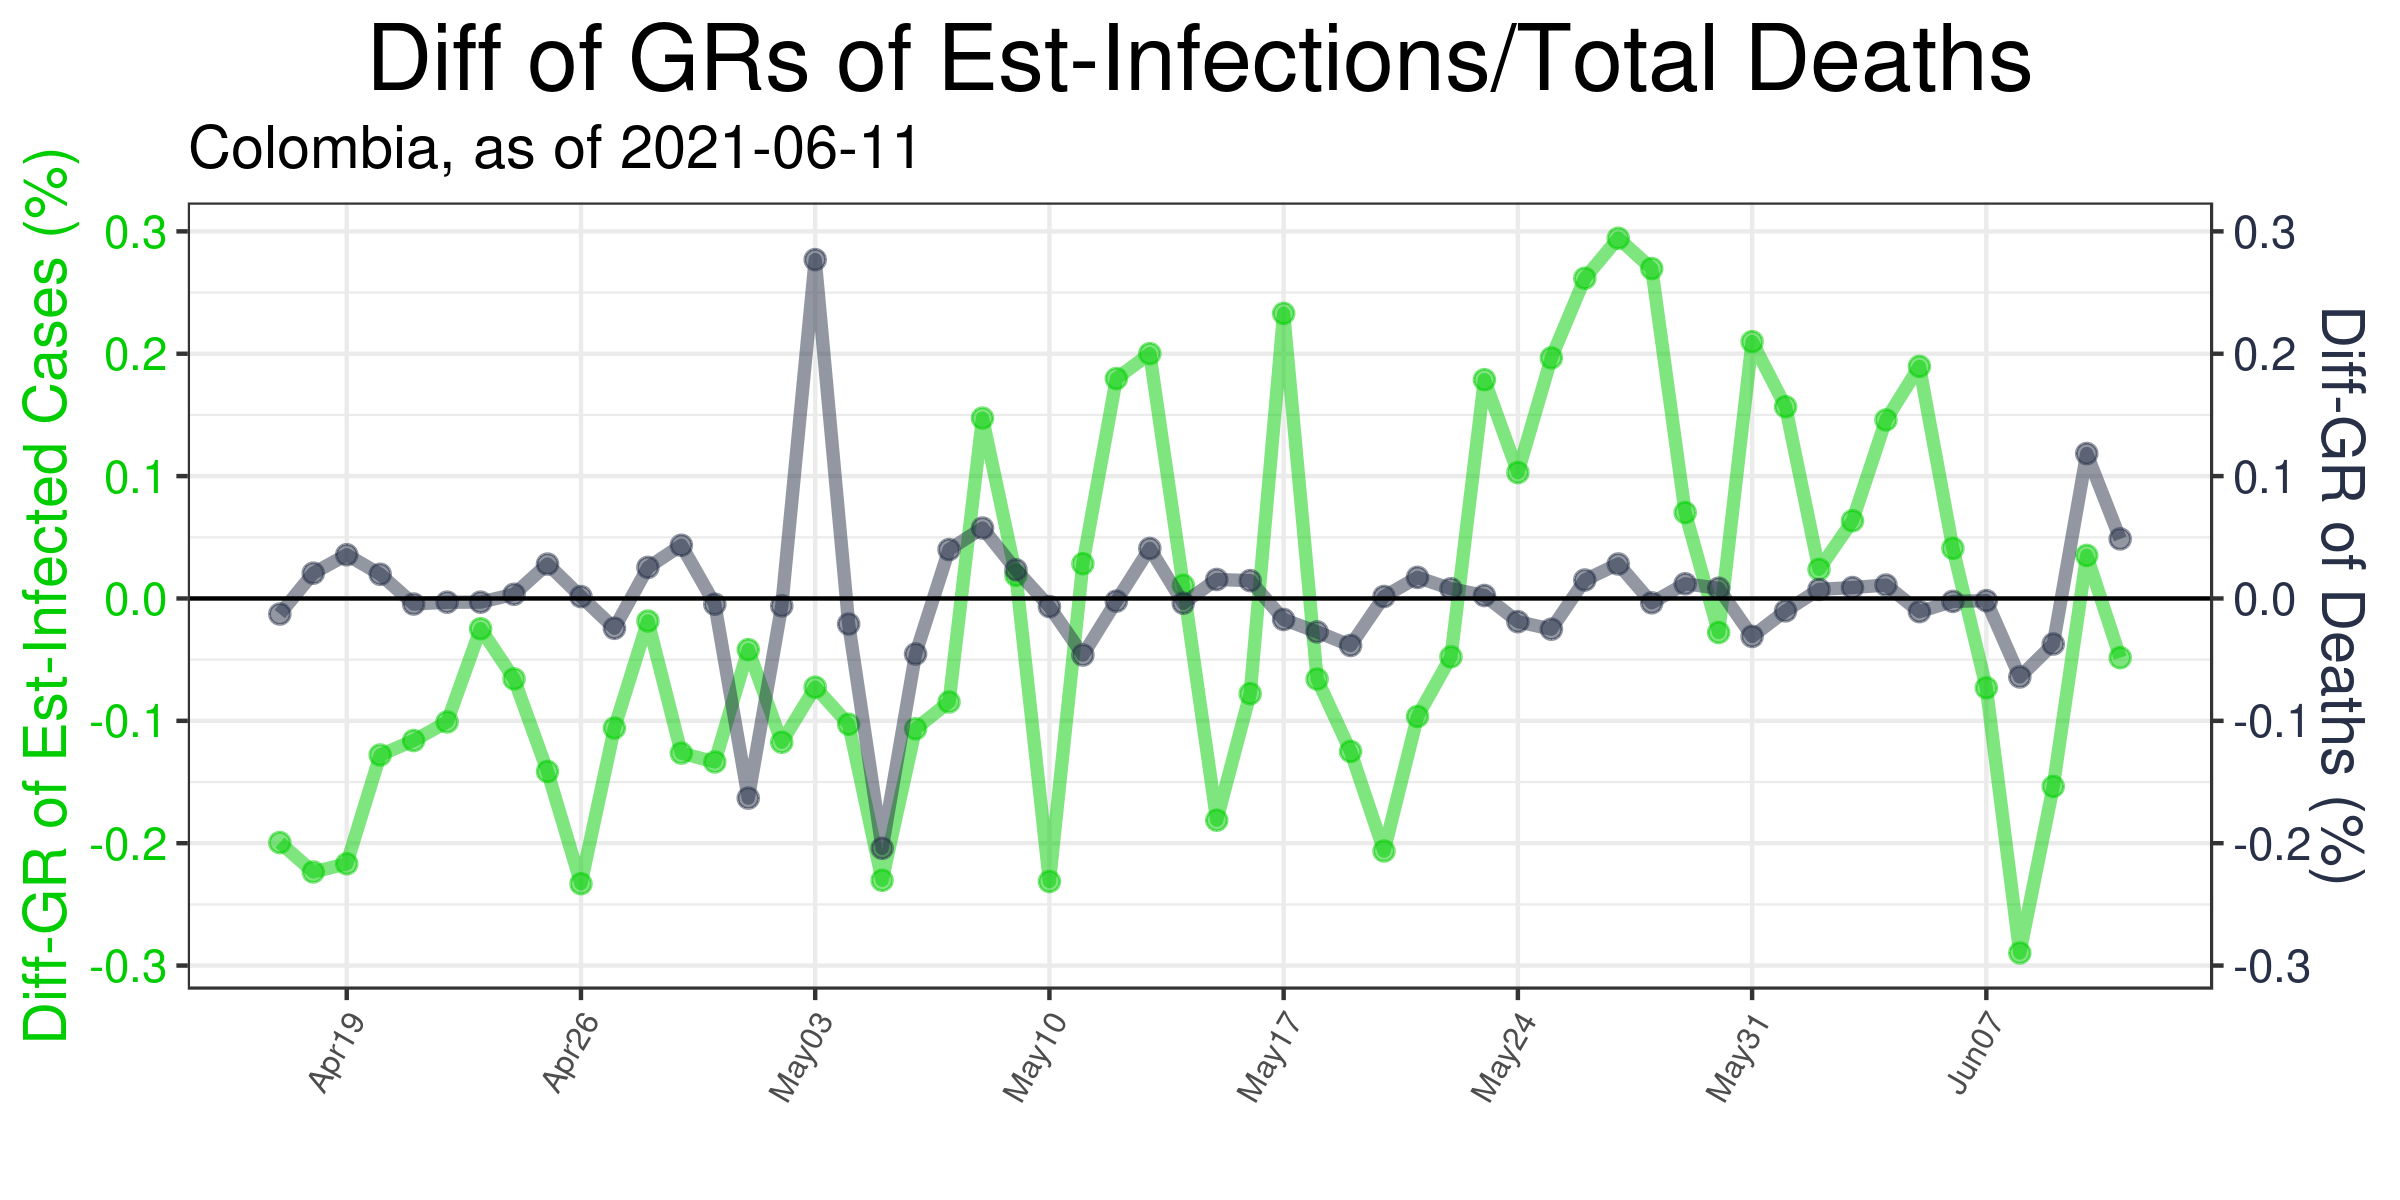 Diff of GRs of Est-Infections/Total Deaths
Colombia, as of 2021-06-11
Diff-GR of Est-Infected Cases (%)
0.3
0.2
0.1
0.0
-0.1
-0.2
-0.3
0.3
0.2
0.1
0.0
-0.1
-0.2
-0.3
Diff-GR of Deaths (%)
Apr19
Apr26
May03
May10
May17
May24
May31
Jun07